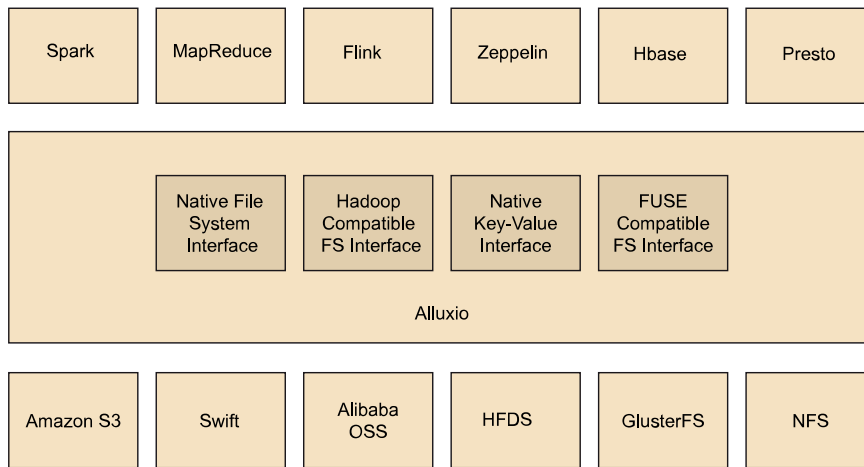 Spark
MapReduce
Flink
Zeppelin
Hbase
Presto
Native File
System
Interface
Hadoop
Compatible
FS Interface
Native
Key-Value
Interface
FUSE
Compatible
FS Interface
Alluxio
Amazon S3
Swift
Alibaba
OSS
HFDS
GlusterFS
NFS